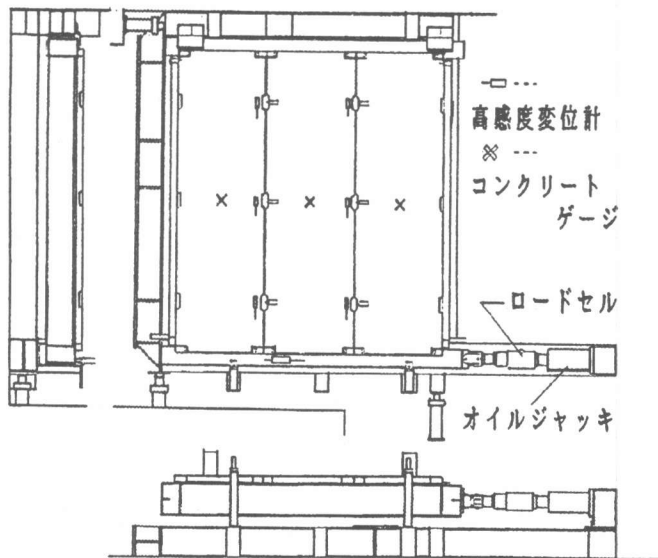 高感度変位計
コンクリート
ゲージ
ロードセル
オイルジャッキ